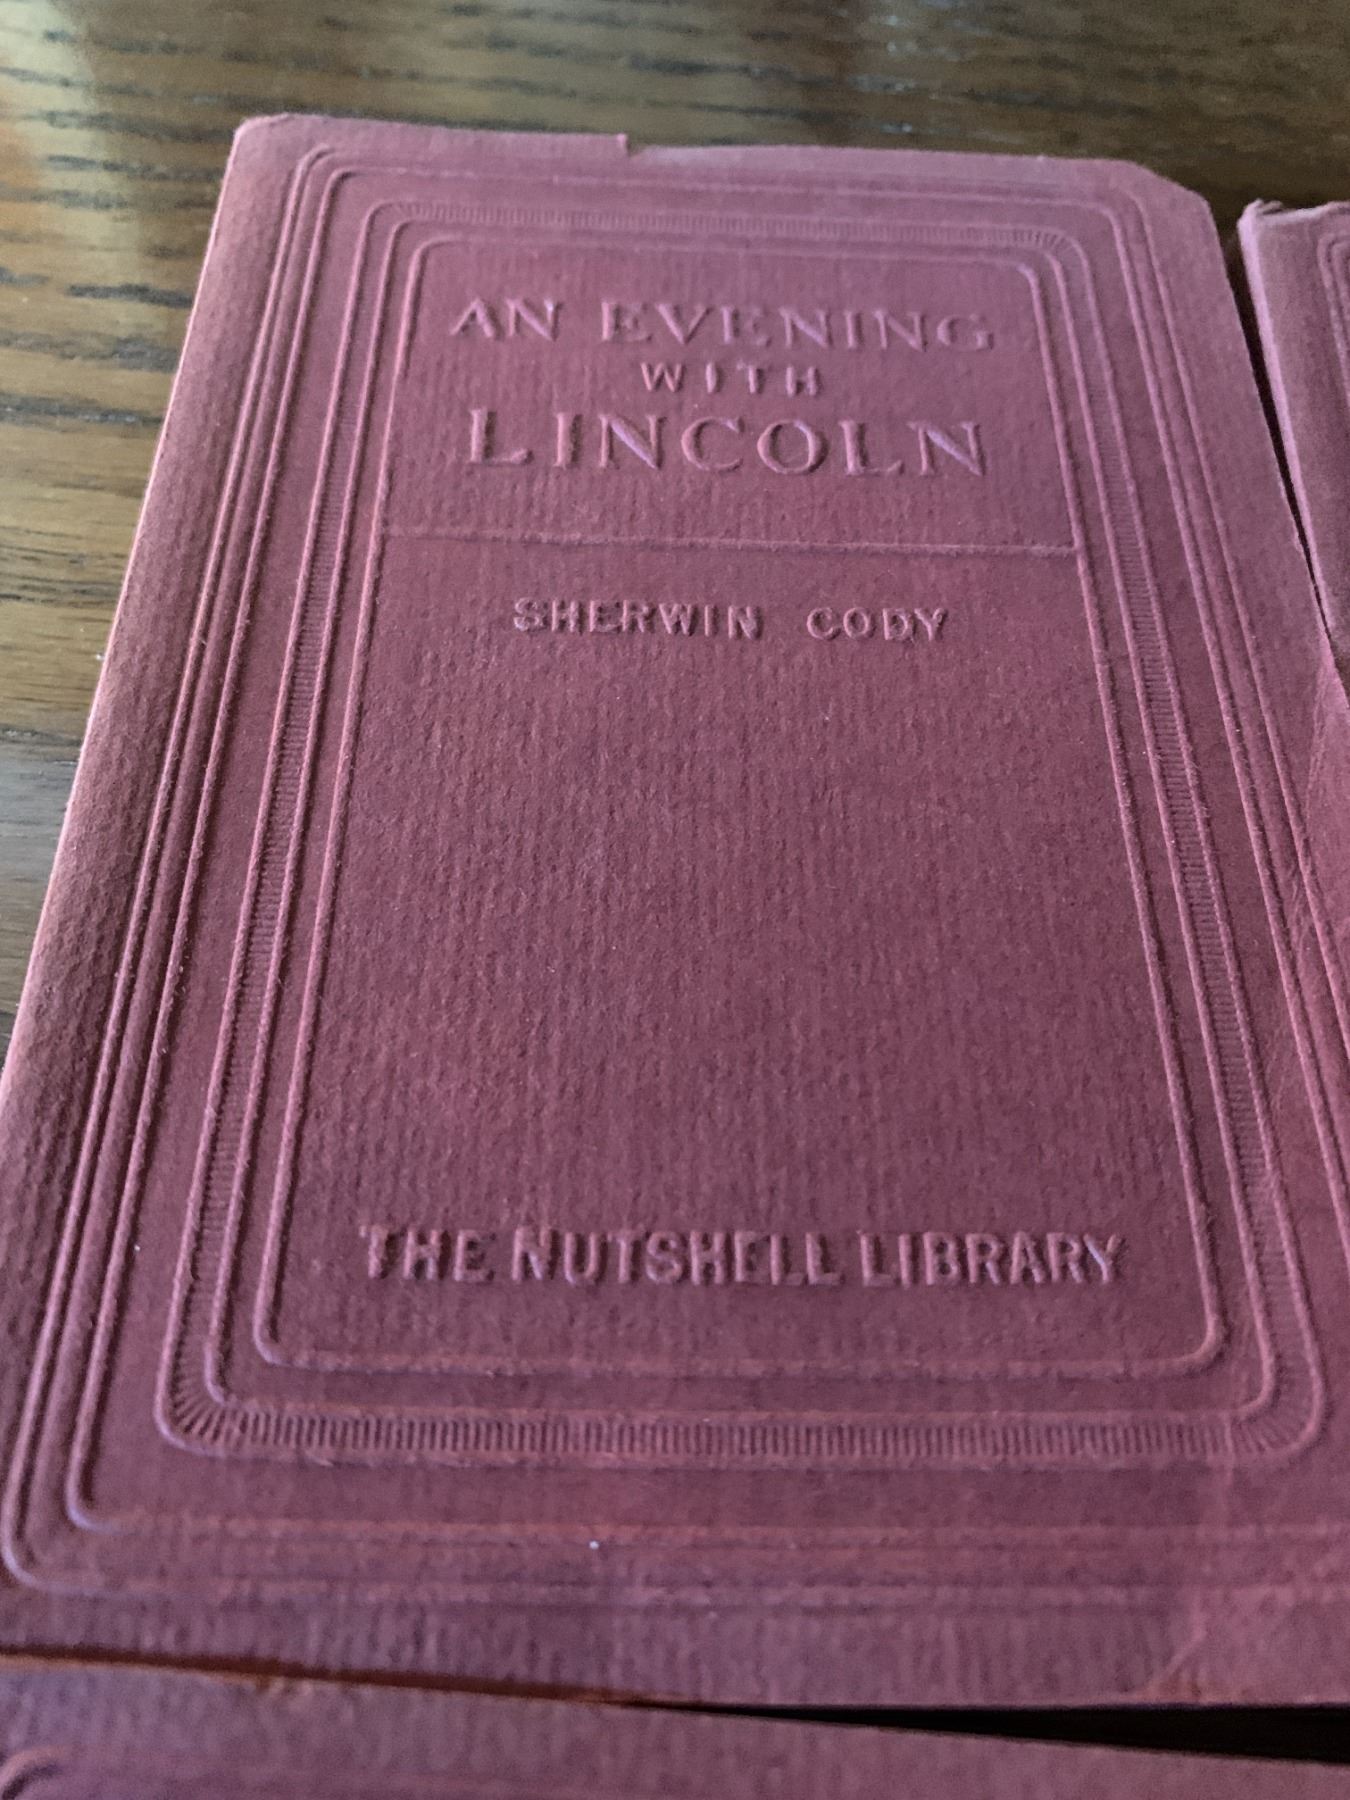 AN EVENING
WITH
LINCOLN
SHERWIN CODY
THE NUTSHELL LIBRARY